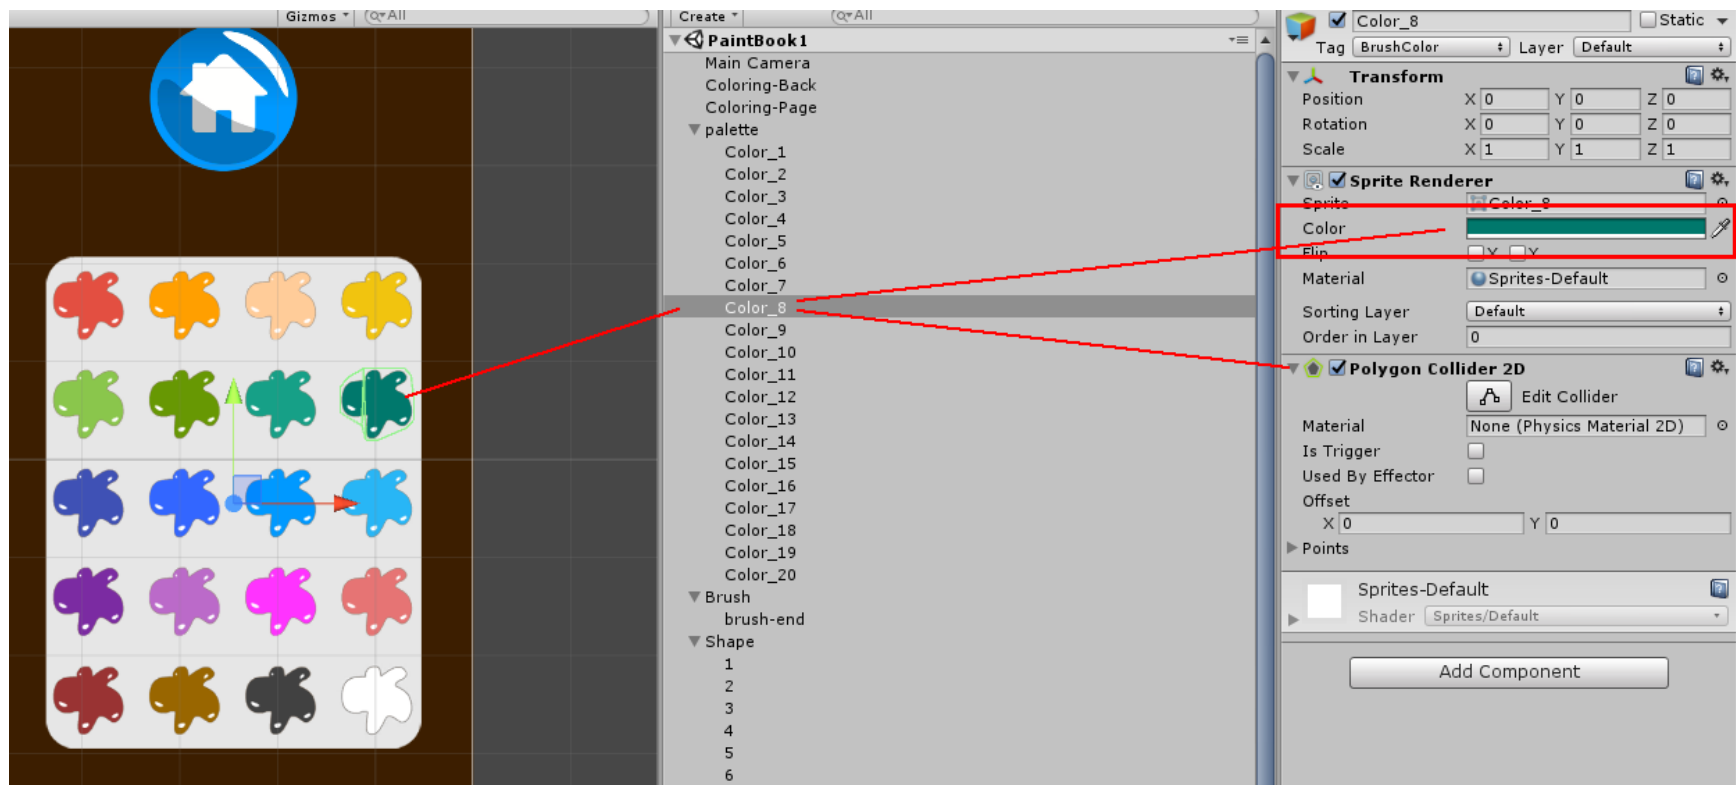 Gizmos
All
Create
All
PaintBook1
Main Camera
Coloring-Back
Coloring-Page
palette
Color_1
Color_2
Color_3
Color_4
Color_5
Color_6
Color_7
Color_8
Color_9
Color_10
Color_11
Color_12
Color_13
Color_14
Color_15
Color_16
Color_17
Color_18
Color_19
Color_20
Brush
brush-end
Shape
1
2
3
4
5
6
Color_8 Static
Tag BrushColor Layer Default
Transform
Position X 0 Y 0 Z 0
Rotation X 0 Y 0 Z 0
Scale X 1 Y 1 Z 1
Sprite Renderer
Sprite Color_8
Color
Flip X Y
Material Sprites-Default
Sorting Layer Default
Order in Layer 0
Polygon Collider 2D
Edit Collider
Material None (Physics Material 2D)
Is Trigger
Used By Effector
Offset
X 0 Y 0
Points
Sprites-Default
Shader Sprites/Default
Add Component